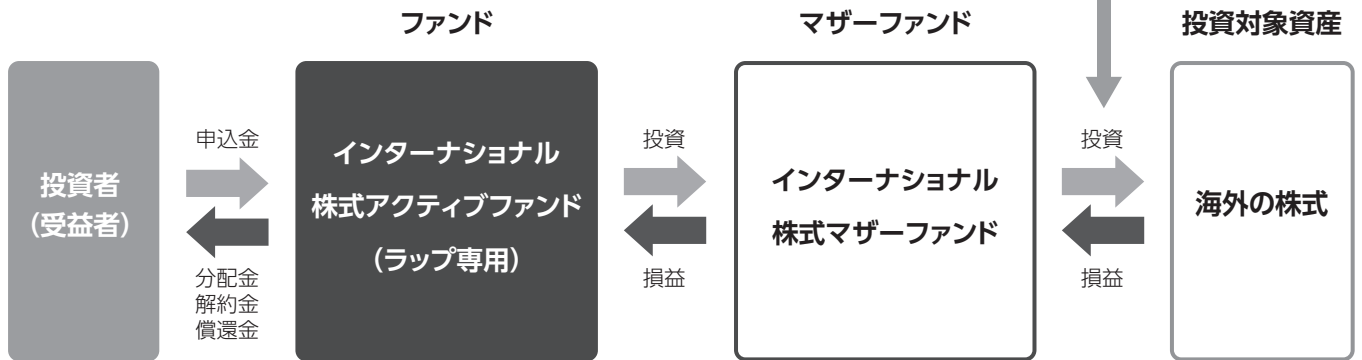 ファンド
マザーファンド
投資対象資産
投資者
(受益者)
申込金
分配金
解約金
償還金
インターナショナル
株式アクティブファンド
(ラップ専用)
投資
損益
インターナショナル
株式マザーファンド
投資
損益
海外の株式